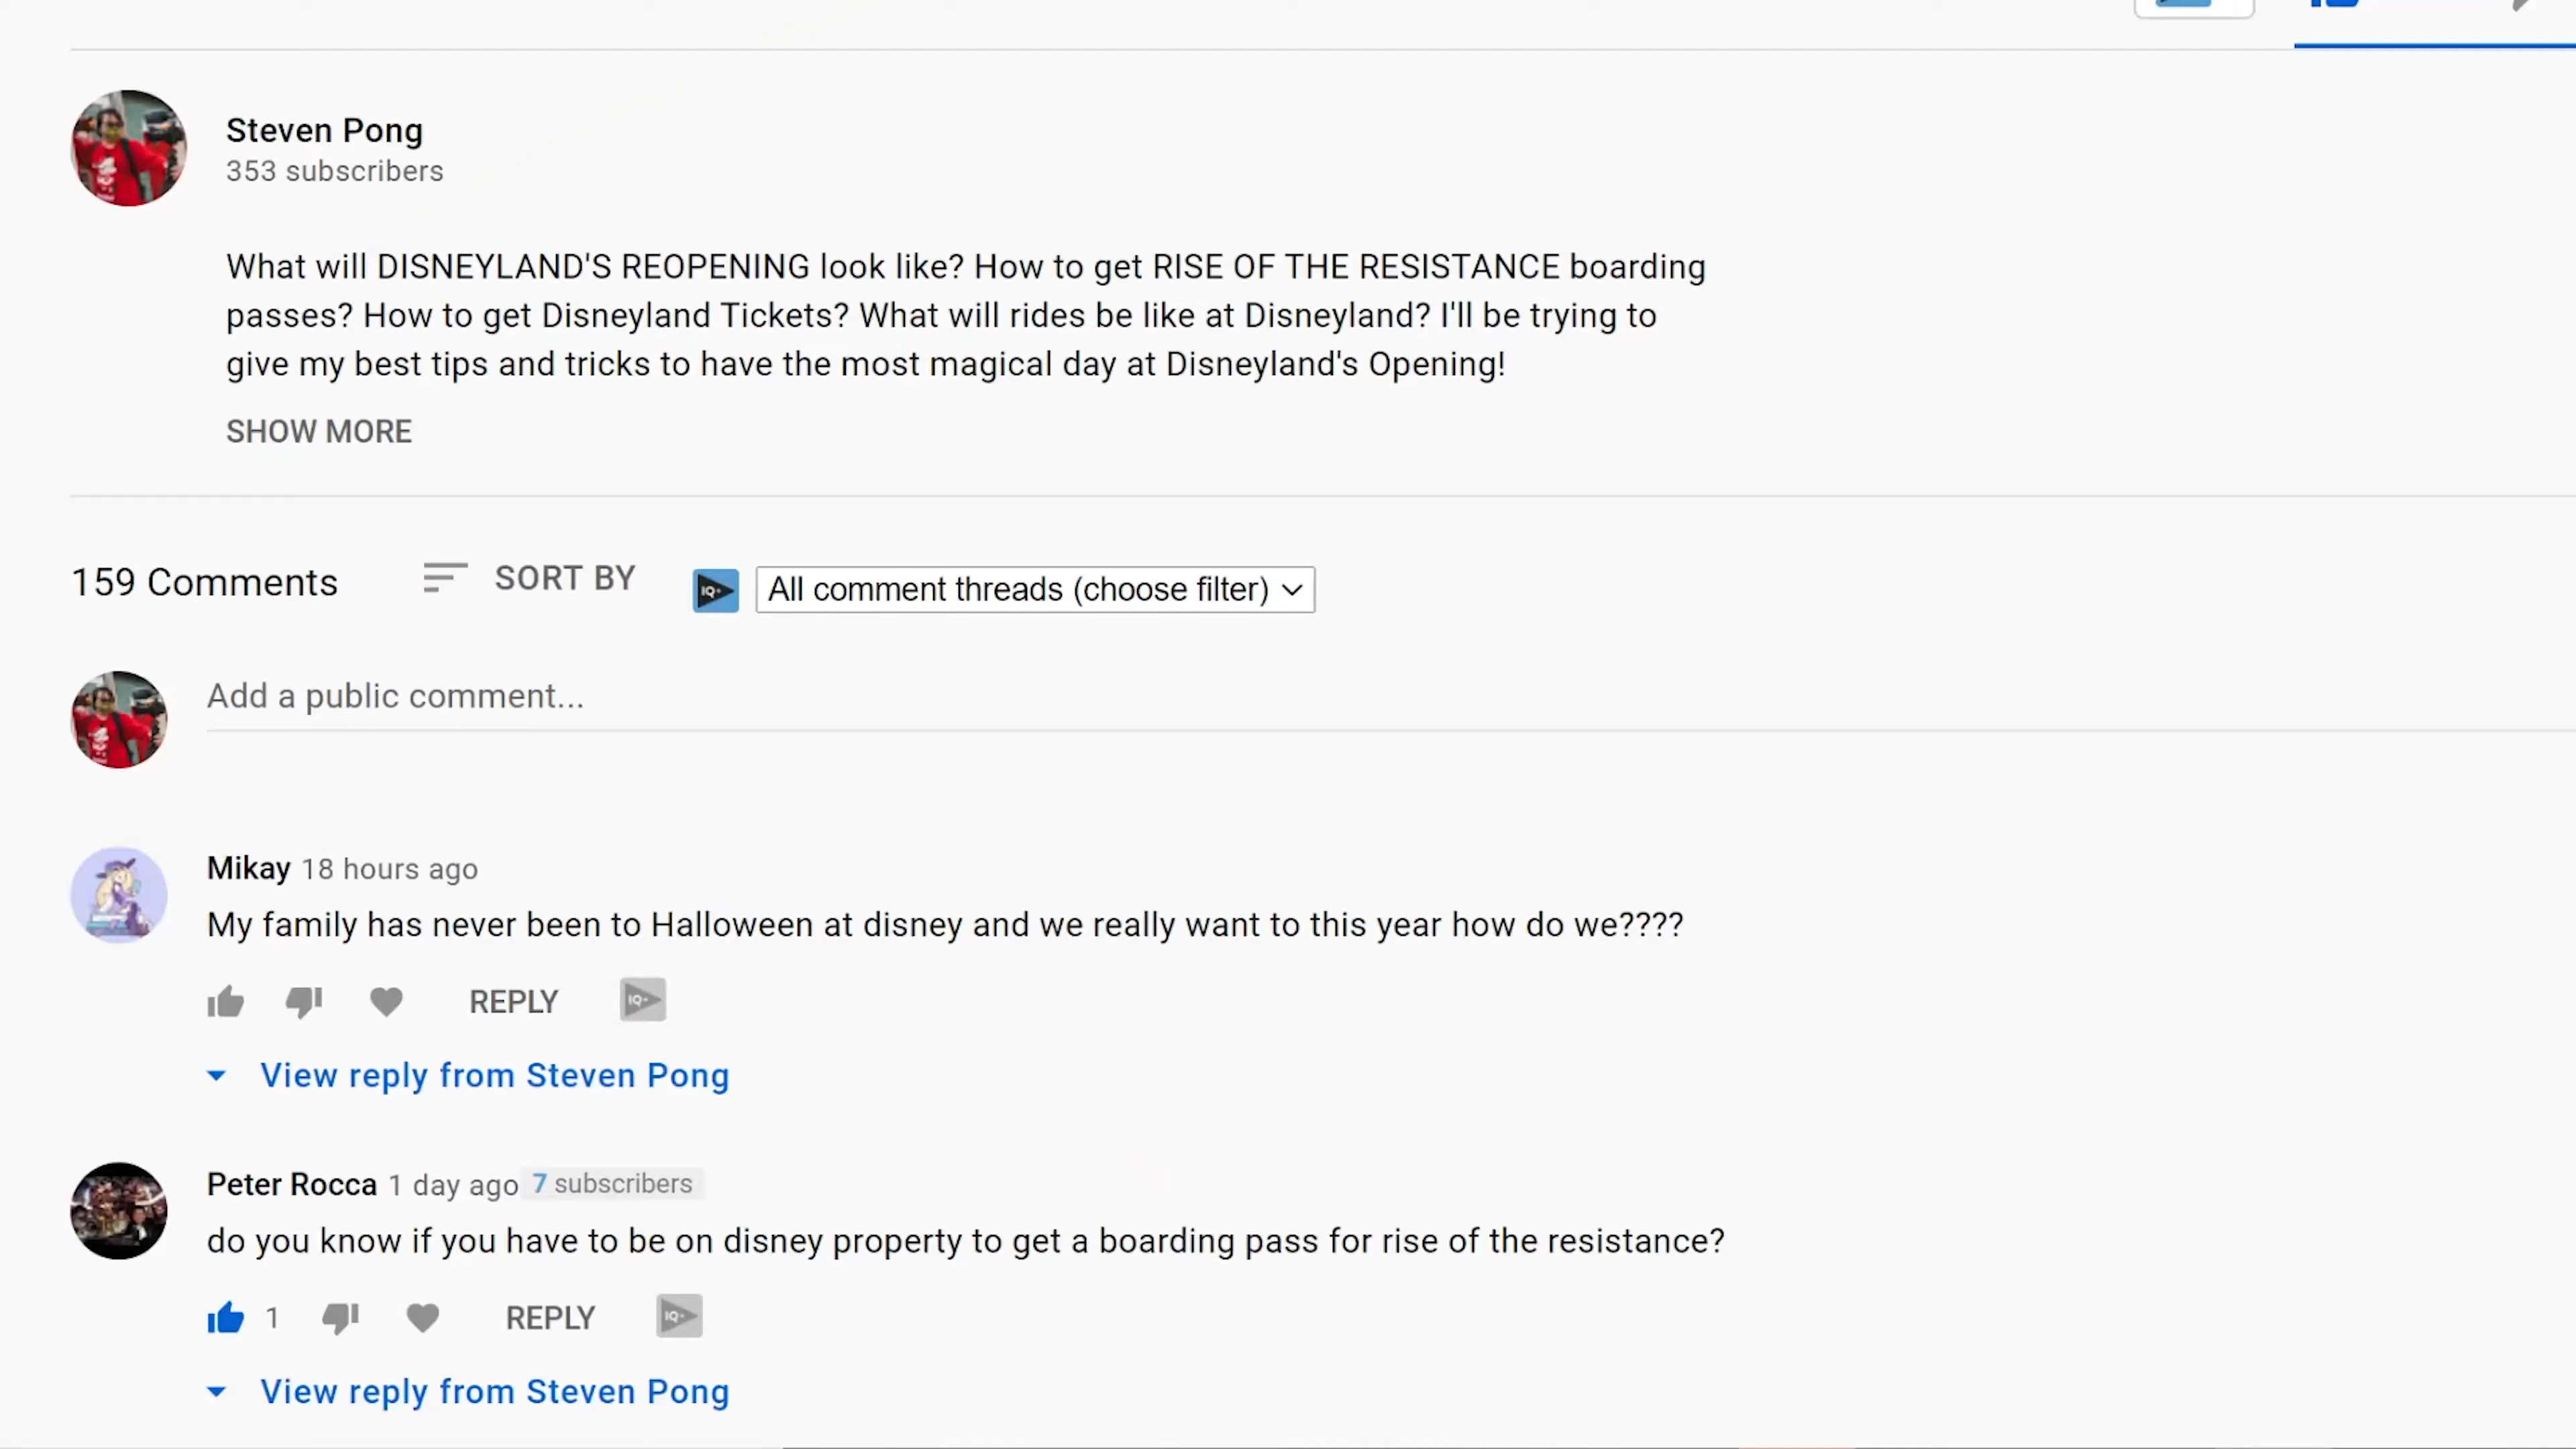 Steven Pong
353 subscribers
What will DISNEYLAND'S REOPENING look like? How to get RISE OF THE RESISTANCE boarding
passes? How to get Disneyland Tickets? What will rides be like at Disneyland? I'll be trying to
give my best tips and tricks to have the most magical day at Disneyland's Opening!
SHOW MORE
159 Comments SORT BY IQ+ All comment threads (choose filter)
Add a public comment...
Mikay 18 hours ago
My family has never been to Halloween at disney and we really want to this year how do we????
REPLY IQ+
View reply from Steven Pong
Peter Rocca 1 day ago 7 subscribers
do you know if you have to be on disney property to get a boarding pass for rise of the resistance?
1 REPLY IQ+
View reply from Steven Pong